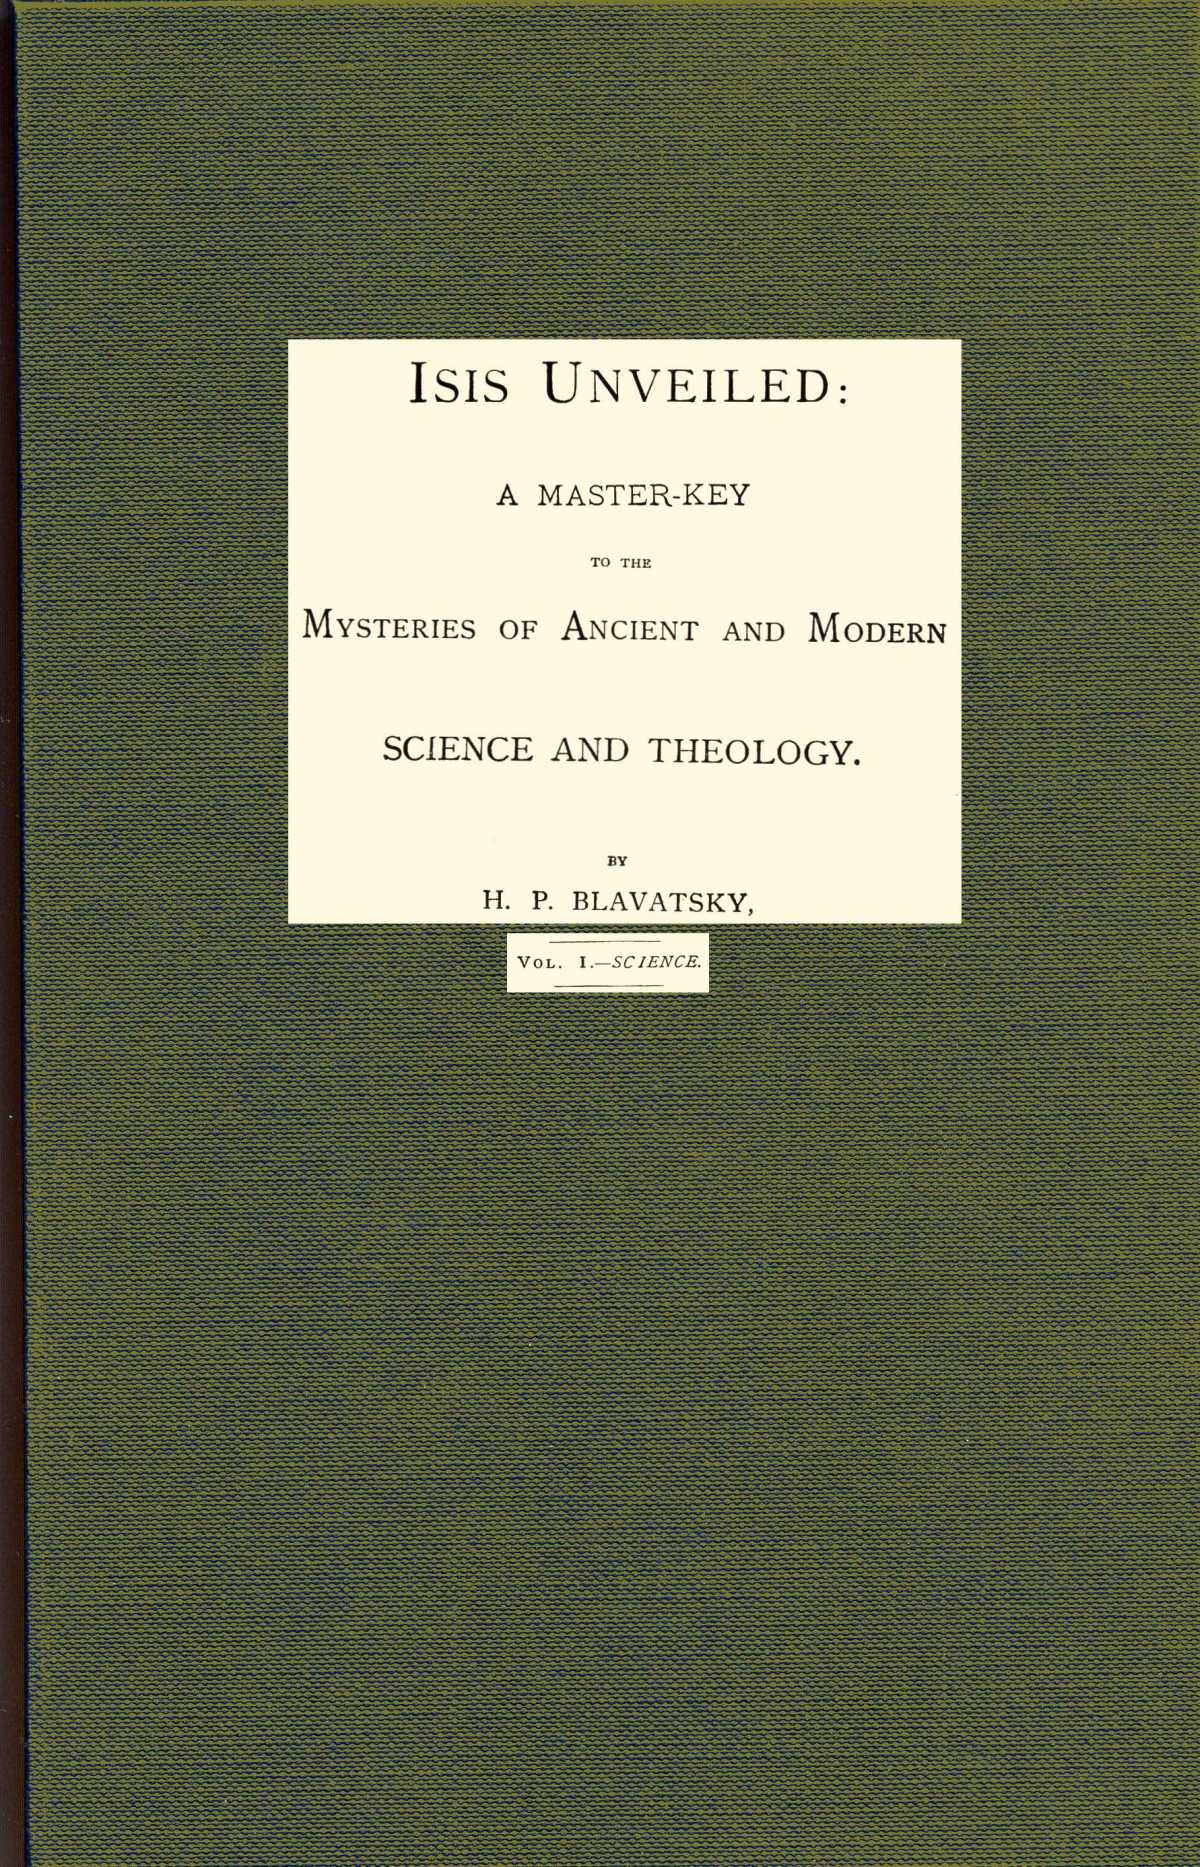 ISIS UNVEILED:
A MASTER-KEY
TO THE
MYSTERIES OF ANCIENT AND MODERN
SCIENCE AND THEOLOGY.
BY
H. P. BLAVATSKY,
VOL. I.—SCIENCE.